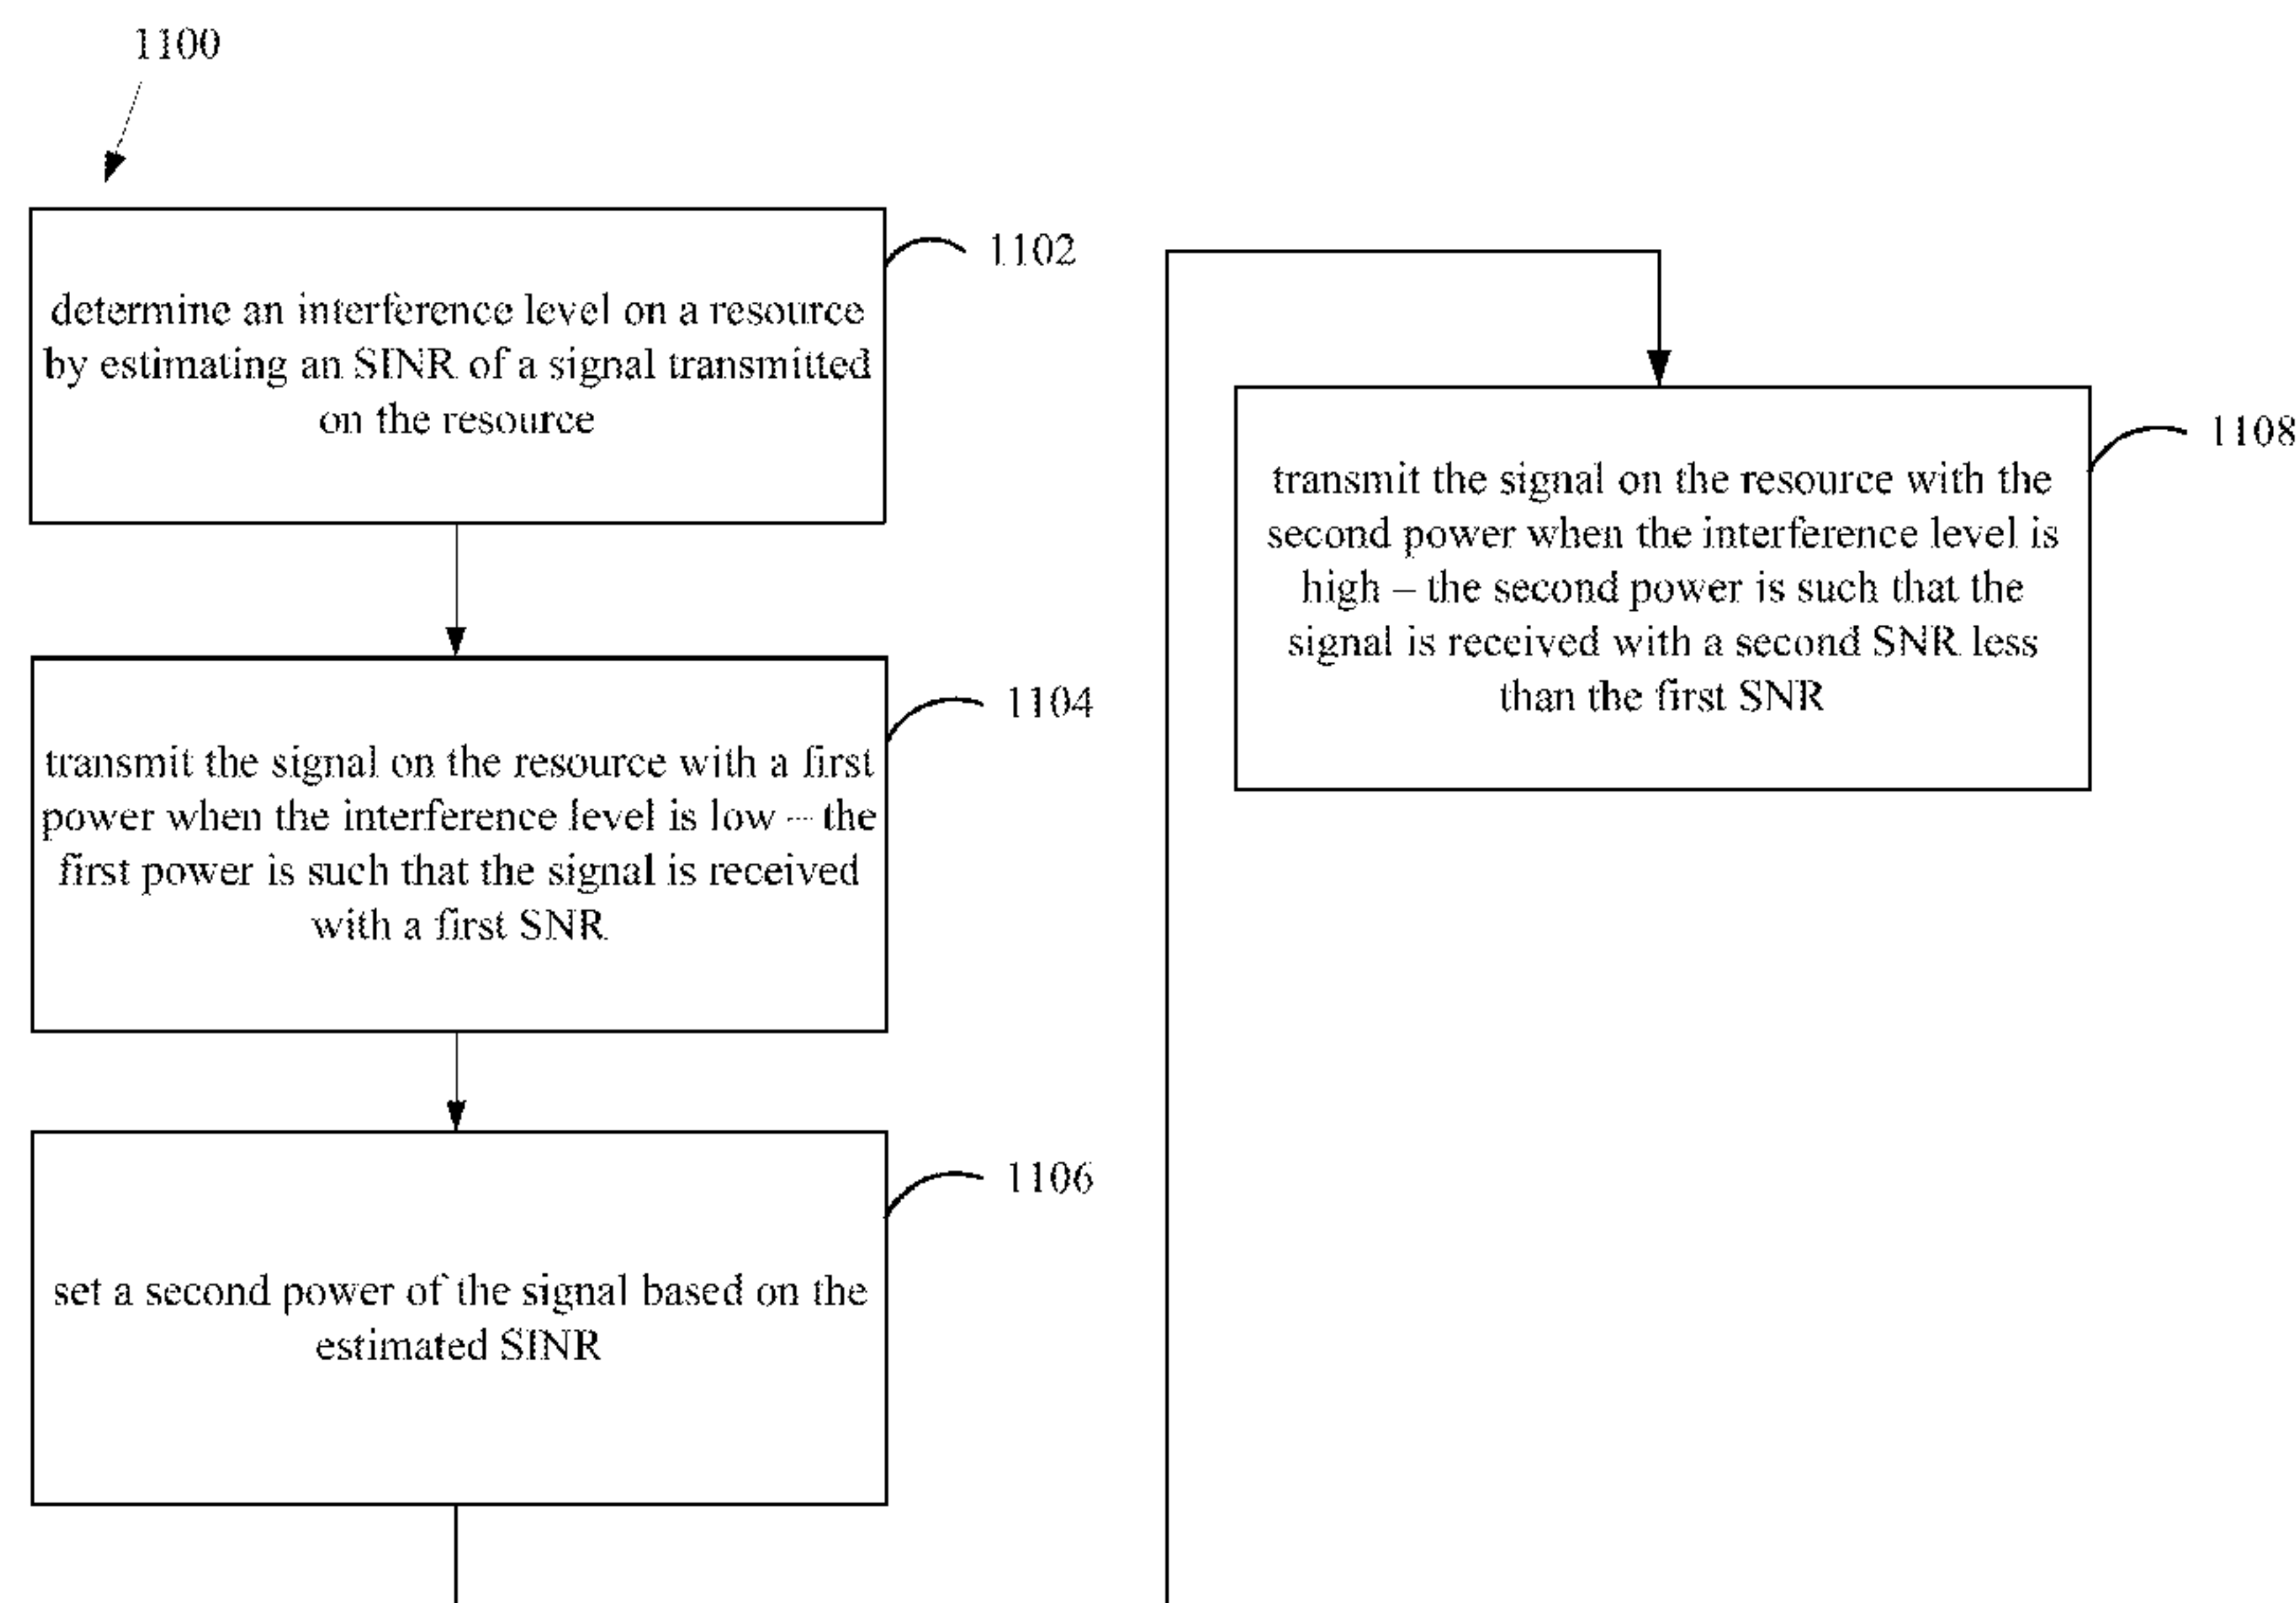 1100
1102
determine an interference level on a resource
by estimating an SINR of a signal transmitted
on the resource
1104
transmit the signal on the resource with a first
power when the interference level is low – the
first power is such that the signal is received
with a first SNR
1106
set a second power of the signal based on the
estimated SINR
1108
transmit the signal on the resource with the
second power when the interference level is
high – the second power is such that the
signal is received with a second SNR less
than the first SNR